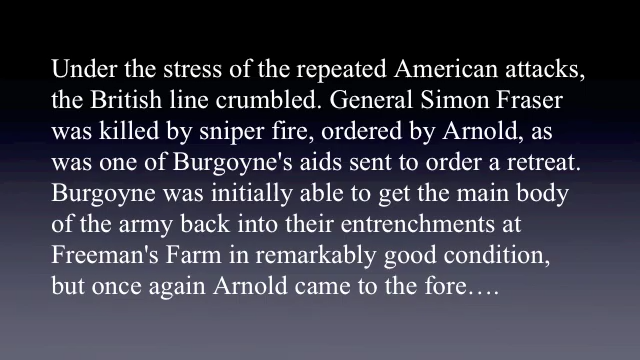 Under the stress of the repeated American attacks,
the British line crumbled. General Simon Fraser
was killed by sniper fire, ordered by Arnold, as
was one of Burgoyne's aids sent to order a retreat.
Burgoyne was initially able to get the main body
of the army back into their entrenchments at
Freeman's Farm in remarkably good condition,
but once again Arnold came to the fore….